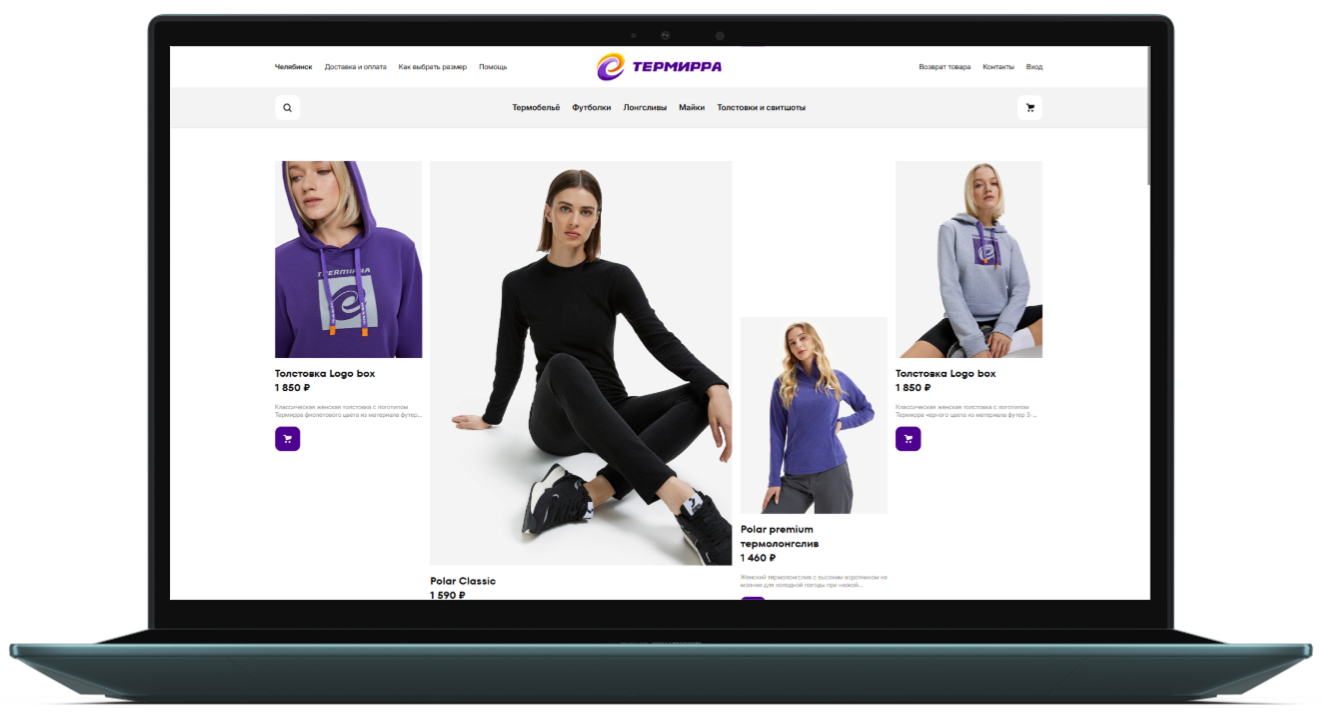 Челябинск Доставка и оплата Как выбрать размер Помощь
ТЕРМИРРА
Возврат товара Контакты Вход
Термобельё Футболки Лонгсливы Майки Толстовки и свитшоты
ТЕРМИРРА
Толстовка Logo box
1 850 ₽
Классическая женская толстовка с логотипом
Термирра фиолетового цвета из материала футер...
Polar Classic
1 590 ₽
Polar premium
термолонгслив
1 460 ₽
Женский термолонгслив с высоким воротником на
молнии для холодной погоды при низкой...
Толстовка Logo box
1 850 ₽
Классическая женская толстовка с логотипом
Термирра черного цвета из материала футер 3-...